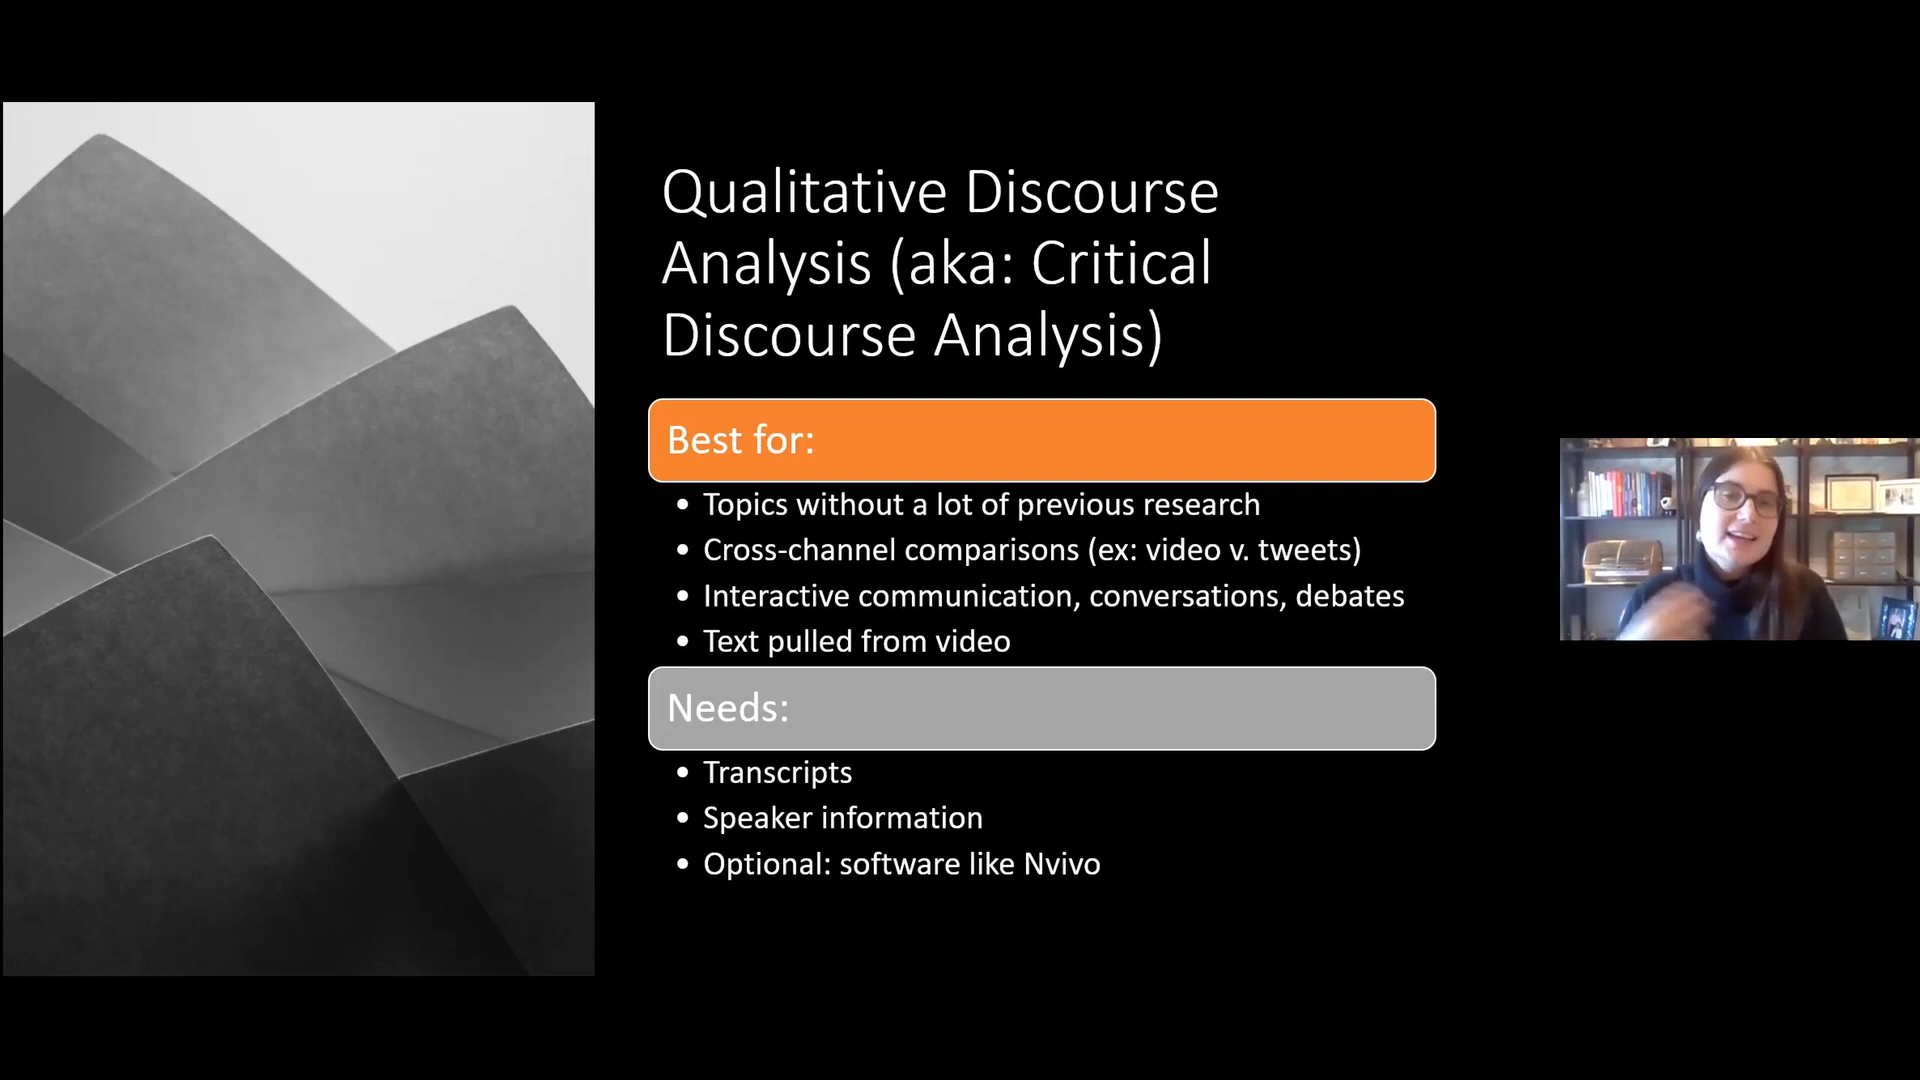 Qualitative Discourse
Analysis (aka: Critical
Discourse Analysis)
Best for:
• Topics without a lot of previous research
• Cross-channel comparisons (ex: video v. tweets)
• Interactive communication, conversations, debates
• Text pulled from video
Needs:
• Transcripts
• Speaker information
• Optional: software like Nvivo